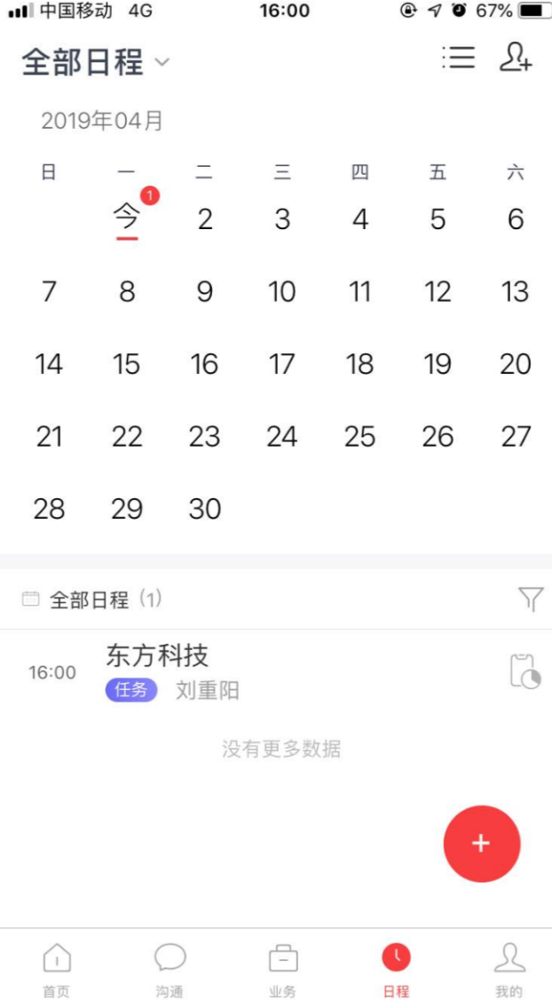 中国移动 4G 16:00 67%
全部日程
2019年04月
日 一 二 三 四 五 六
今 1 2 3 4 5 6
7 8 9 10 11 12 13
14 15 16 17 18 19 20
21 22 23 24 25 26 27
28 29 30
全部日程 (1)
东方科技
16:00
任务 刘重阳
没有更多数据
+
首页 沟通 业务 日程 我的